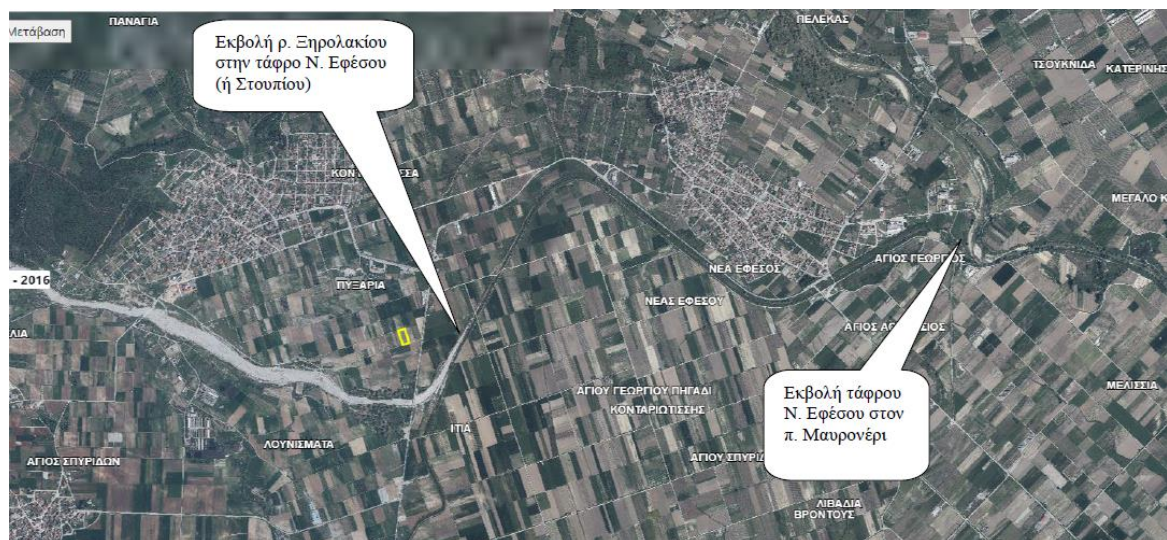 ΠΑΝΑΓΙΑ
Μετάβαση
Εκβολή ρ. Ξηρολακίου
στην τάφρο Ν. Εφέσου
(ή Στουπίου)
ΠΕΛΕΚΑΣ
ΤΣΟΥΚΝΙΔΑ
ΚΑΤΕΡΙΝΗΣ
ΜΕΓΑΛΟ
ΝΕΑ ΕΦΕΣΟΣ
ΑΓΙΟΣ ΓΕΩΡΓΙΟΣ
- 2016
ΠΥΞΑΡΙΑ
ΝΕΑΣ ΕΦΕΣΟΥ
ΛΙΑ
ΑΓΙΟΣ
ΜΕΛΙΣΣΙΑ
ΑΓΙΟΥ ΓΕΩΡΓΙΟΥ ΠΗΓΑΔΙ
ΚΟΝΤΑΡΙΩΤΙΣΣΗΣ
Εκβολή τάφρου
Ν. Εφέσου στον
π. Μαυρονέρι
ΙΤΙΑ
ΛΟΥΝΙΣΜΑΤΑ
ΑΓΙΟΣ ΣΠΥΡΙΔΩΝ
ΑΓΙΟΥ
ΛΙΒΑΔΙΑ
ΒΡΟΝΤΟΥΣ